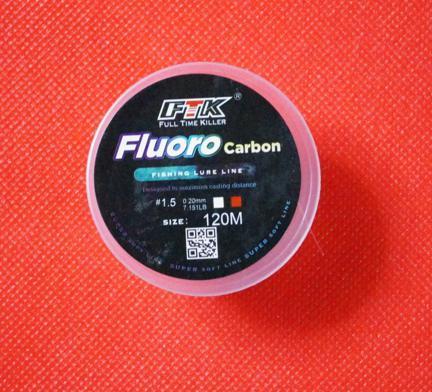 FTK®
FULL TIME KILLER
Fluoro Carbon
FISHING LURE LINE
Designed to maximum casting distance
#1.5 0.20mm
7.151LB
SIZE: 120M
SUPER SOFT LINE SUPER SOFT LINE